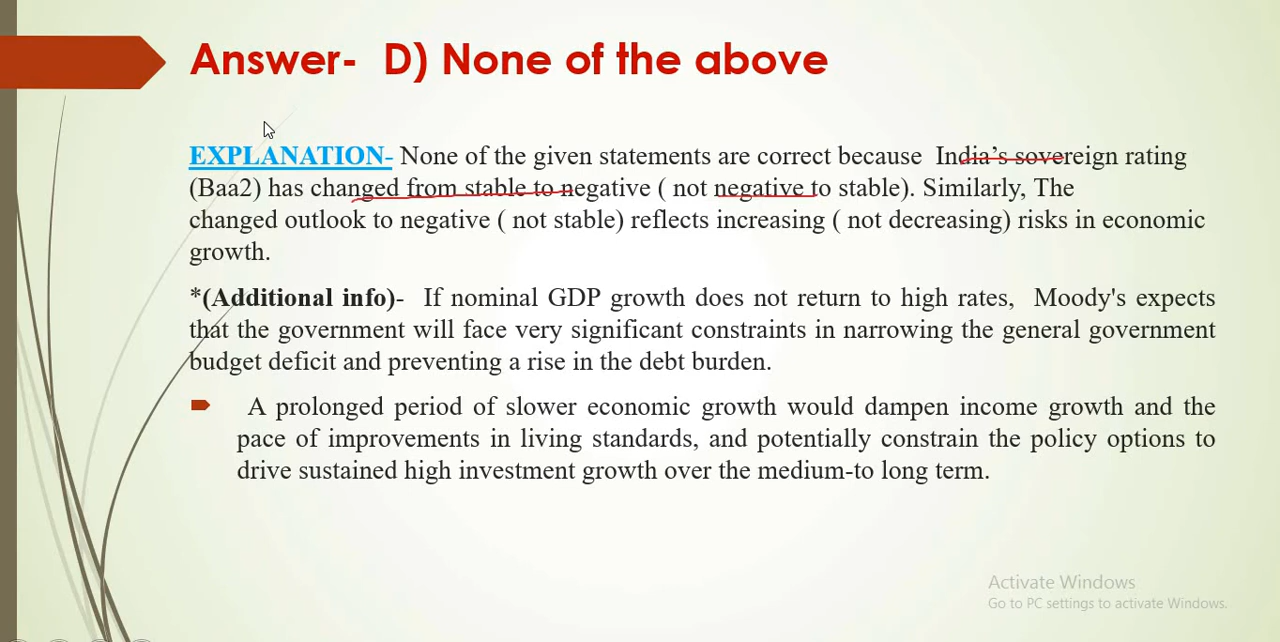 Answer-  D) None of the above
EXPLANATION- None of the given statements are correct because  India's sovereign rating
(Baa2) has changed from stable to negative ( not negative to stable). Similarly, The
changed outlook to negative ( not stable) reflects increasing ( not decreasing) risks in economic
growth.
*(Additional info)-  If nominal GDP growth does not return to high rates,  Moody's expects
that the government will face very significant constraints in narrowing the general government
budget deficit and preventing a rise in the debt burden.
A prolonged period of slower economic growth would dampen income growth and the
pace of improvements in living standards, and potentially constrain the policy options to
drive sustained high investment growth over the medium-to long term.
Activate Windows
Go to PC settings to activate Windows.